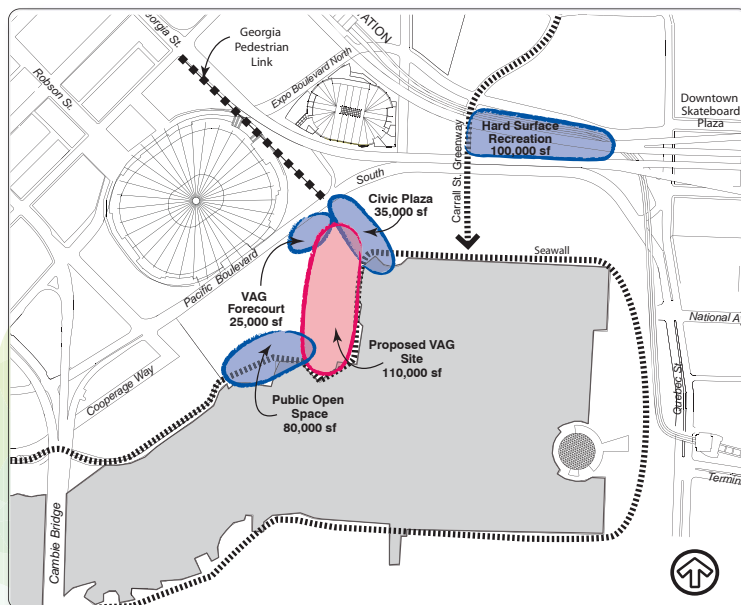 Georgia
Pedestrian
Link
Robson St.
Expo Boulevard North
Downtown
Skateboard
Plaza
Hard Surface
Recreation
100,000 sf
Carrall St. Greenway
South
Civic Plaza
35,000 sf
Seawall
Pacific Boulevard
VAG
Forecourt
25,000 sf
National A
Proposed VAG
Site
110,000 sf
Cooperage Way
Public Open
Space
80,000 sf
Quebec St.
Termin
Cambie Bridge